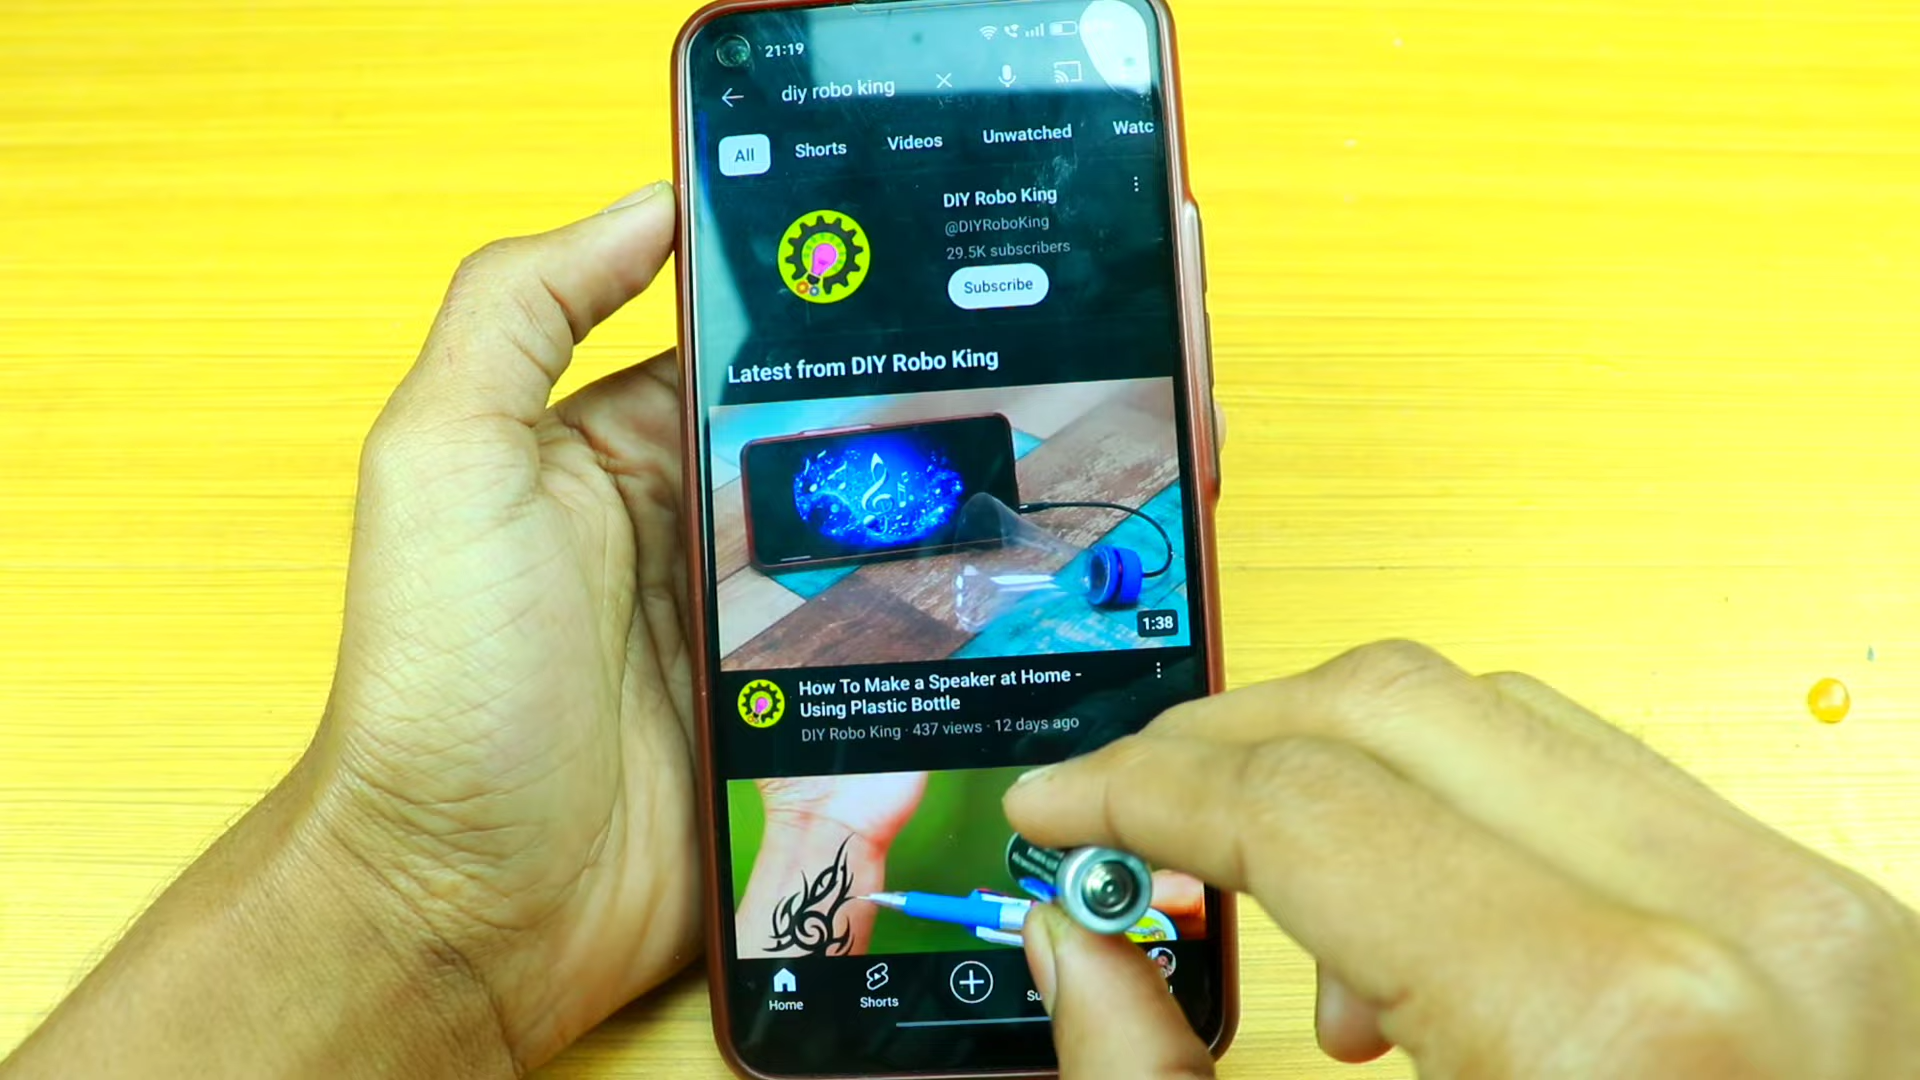 21:19
diy robo king
All Shorts Videos Unwatched Watc
DIY Robo King
@DIYRoboKing
29.5K subscribers
Subscribe
Latest from DIY Robo King
1:38
How To Make a Speaker at Home -
Using Plastic Bottle
DIY Robo King · 437 views · 12 days ago
Home Shorts Su